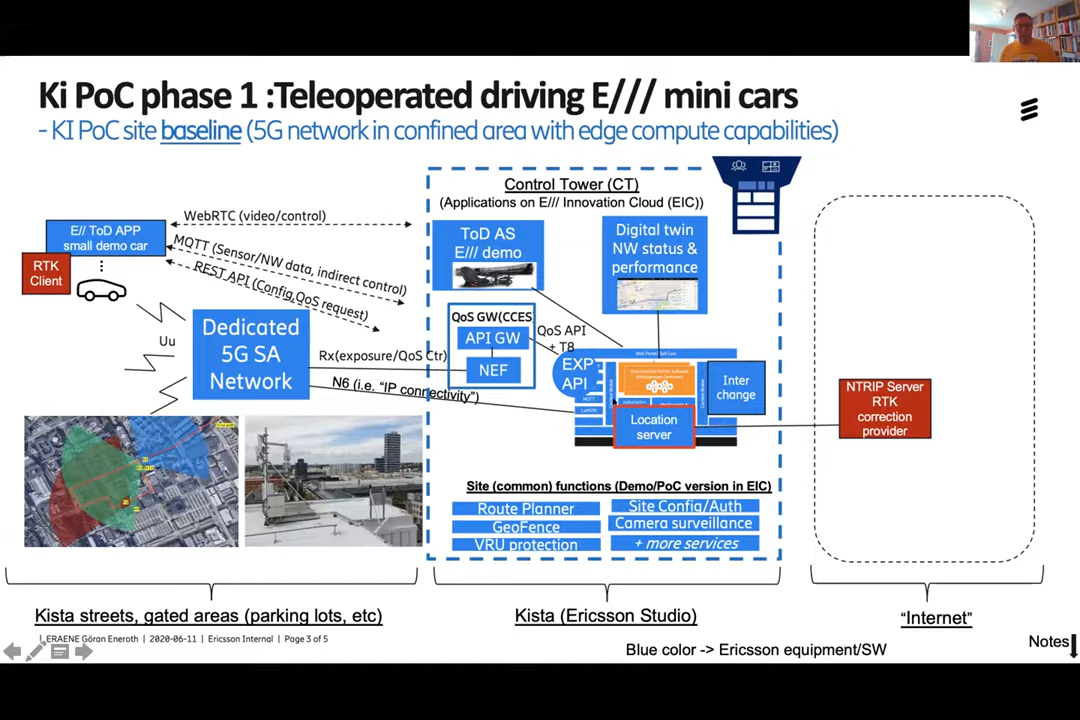 Ki PoC phase 1 :Teleoperated driving E/// mini cars
- KI PoC site baseline (5G network in confined area with edge compute capabilities)
Control Tower (CT)
(Applications on E/// Innovation Cloud (EIC))
WebRTC (video/control)
E// ToD APP
small demo car
MQTT (Sensor/NW data, indirect control)
REST API (Config,QoS request)
RTK
Client
ToD AS
E/// demo
Digital twin
NW status &
performance
Uu
Dedicated
5G SA
Network
Rx(exposure/QoS Ctr)
N6 (i.e. "IP connectivity")
QoS GW(CCES
API GW
NEF
QoS API
+ T8
EXP
API
Inter
change
Location
server
NTRIP Server
RTK
correction
provider
Site (common) functions (Demo/PoC version in EIC)
Route Planner
Site Config/Auth
GeoFence
Camera surveillance
VRU protection
+ more services
Kista streets, gated areas (parking lots, etc)
Kista (Ericsson Studio)
“Internet”
| ERAENE Göran Eneroth | 2020-06-11 | Ericsson Internal | Page 3 of 5
Blue color -> Ericsson equipment/SW
Notes